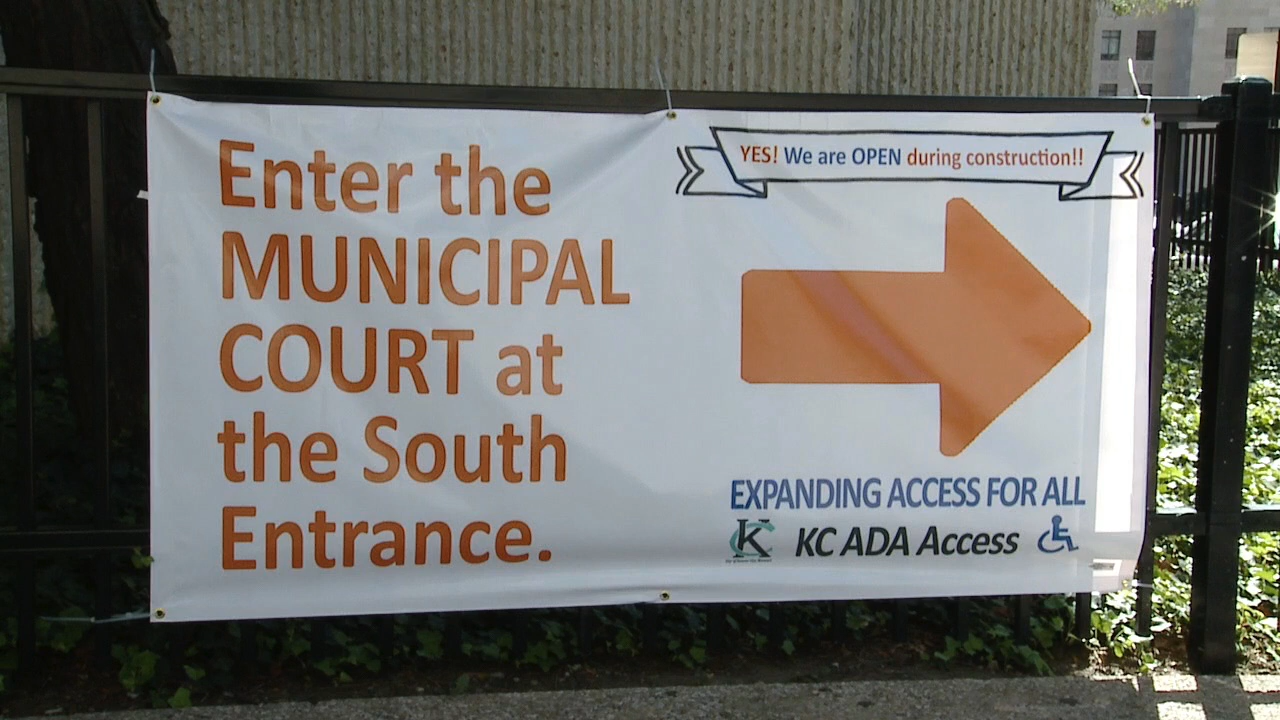 Enter the
MUNICIPAL
COURT at
the South
Entrance.
YES! We are OPEN during construction!!
EXPANDING ACCESS FOR ALL
KC
KC ADA Access